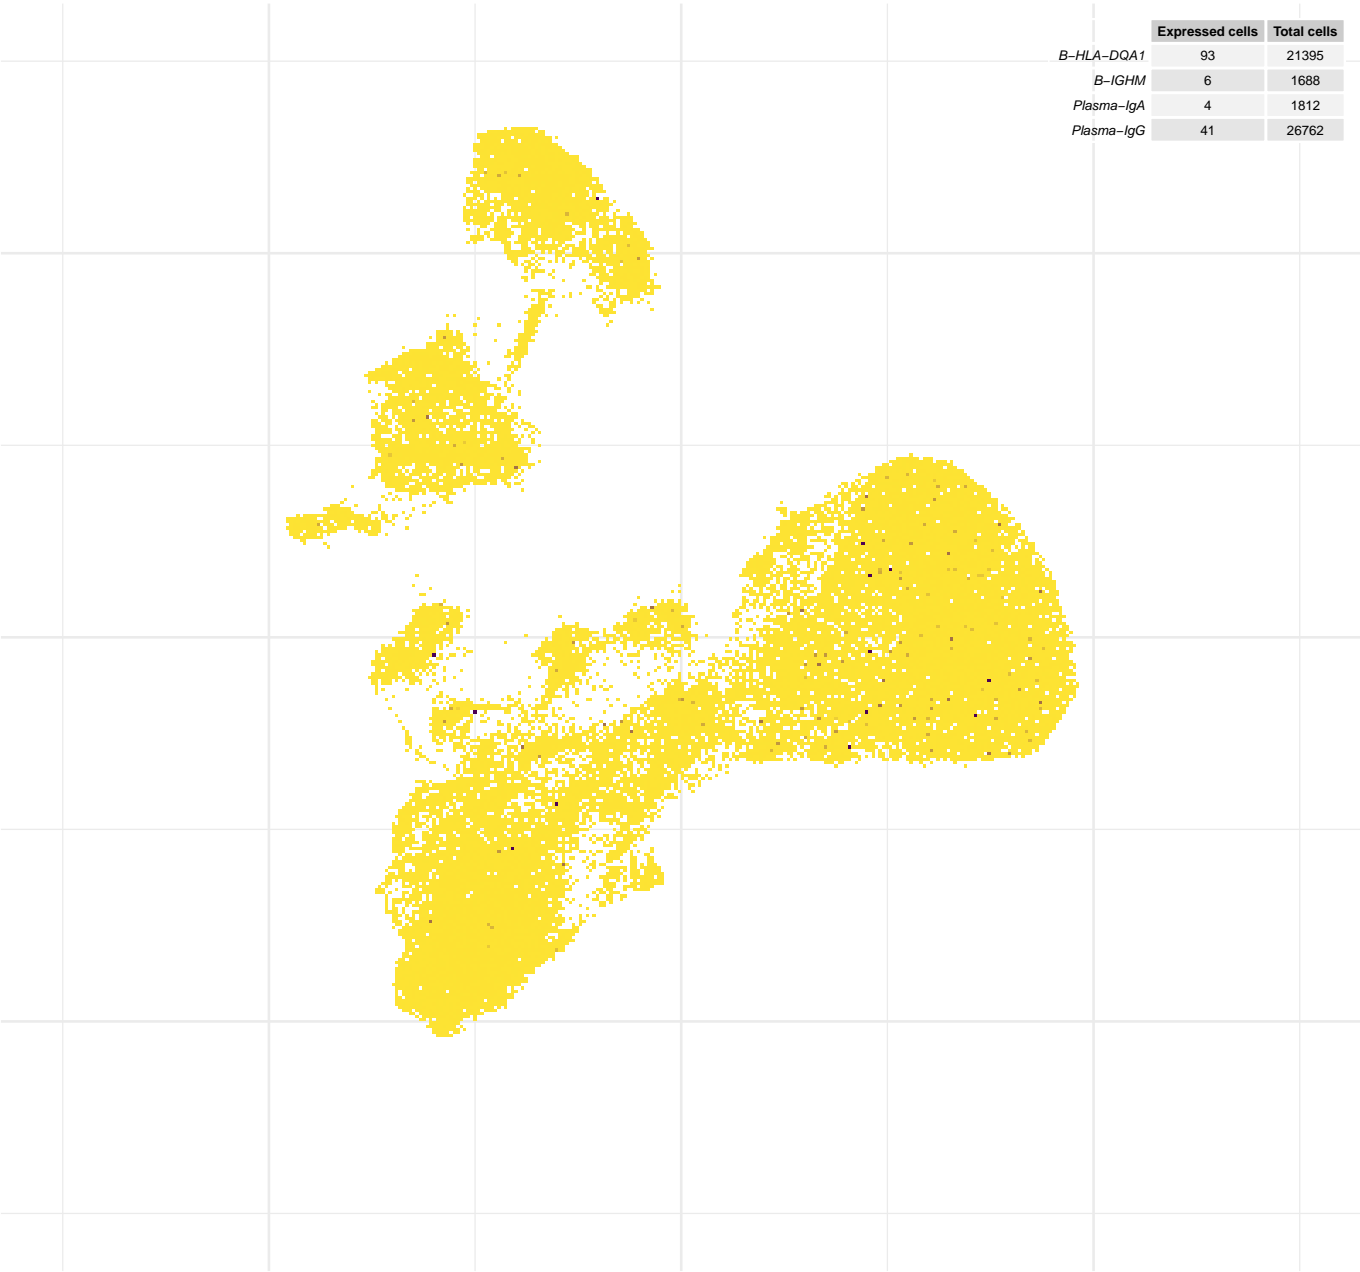 Expressed cells Total cells
B−HLA−DQA1 93 21395
B−IGHM 6 1688
Plasma−IgA 4 1812
Plasma−IgG 41 26762